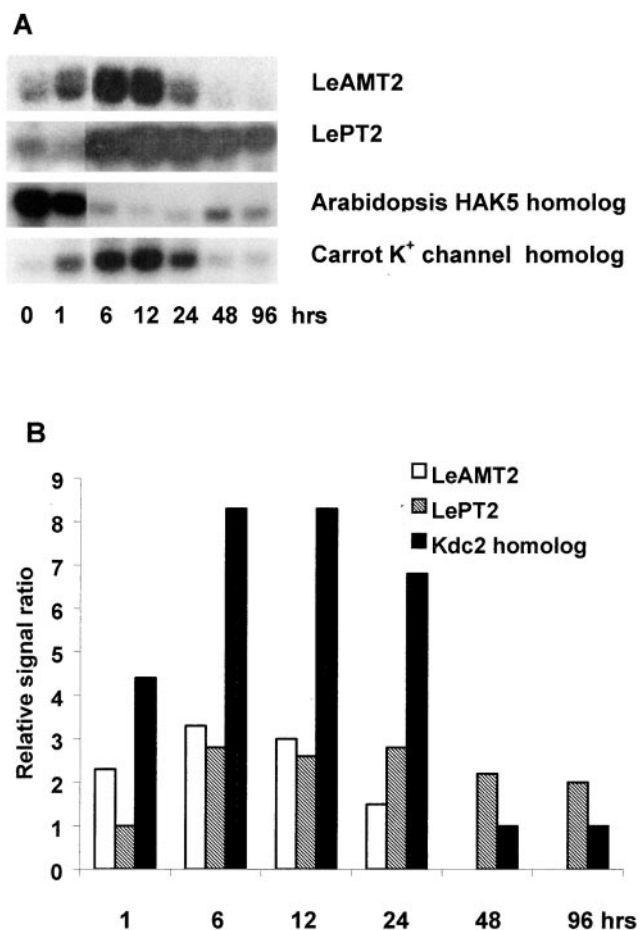 A
LeAMT2
LePT2
Arabidopsis HAK5 homolog
Carrot K⁺ channel homolog
0 1 6 12 24 48 96 hrs
B
9
8
7
6
5
4
3
2
1
0
Relative signal ratio
LeAMT2
LePT2
Kdc2 homolog
1 6 12 24 48 96 hrs